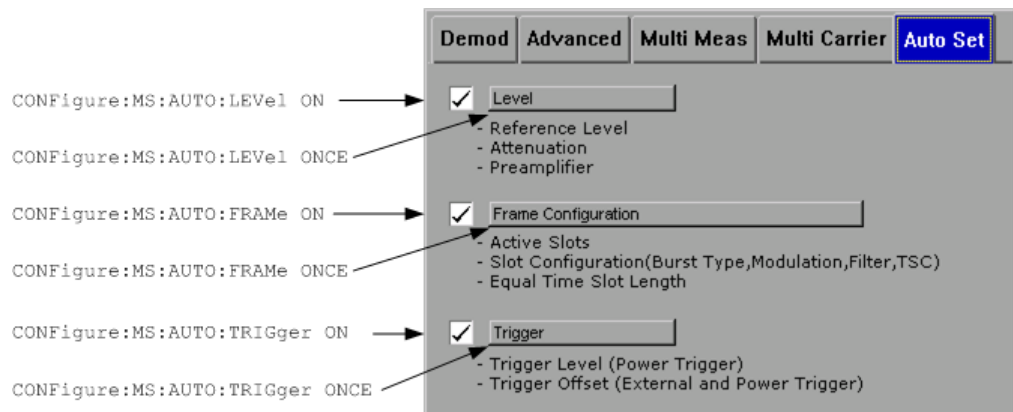 Demod Advanced Multi Meas Multi Carrier Auto Set
CONFigure:MS:AUTO:LEVel ON
Level
- Reference Level
CONFigure:MS:AUTO:LEVel ONCE
- Attenuation
- Preamplifier
CONFigure:MS:AUTO:FRAMe ON
Frame Configuration
- Active Slots
CONFigure:MS:AUTO:FRAMe ONCE
- Slot Configuration(Burst Type,Modulation,Filter,TSC)
- Equal Time Slot Length
CONFigure:MS:AUTO:TRIGger ON
Trigger
- Trigger Level (Power Trigger)
CONFigure:MS:AUTO:TRIGger ONCE
- Trigger Offset (External and Power Trigger)